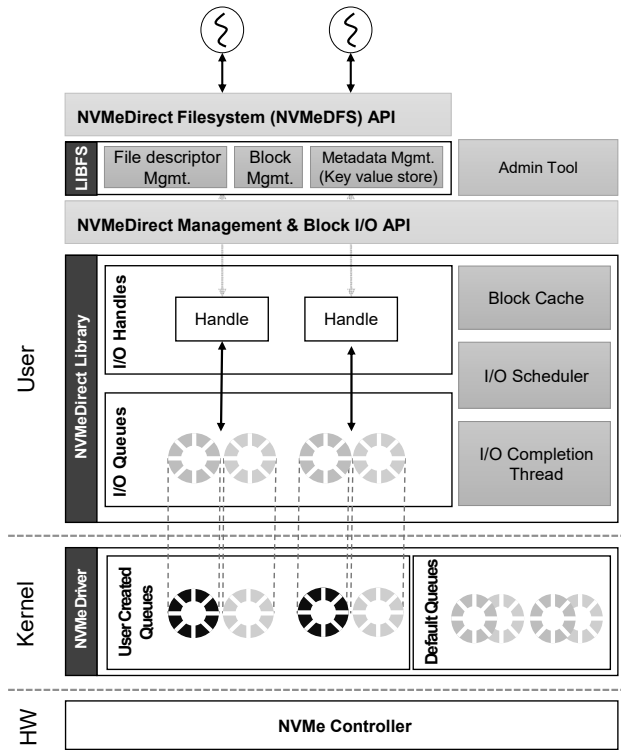 NVMeDirect Filesystem (NVMeDFS) API
LIBFS
File descriptor
Mgmt.
Block
Mgmt.
Metadata Mgmt.
(Key value store)
Admin Tool
NVMeDirect Management & Block I/O API
User
NVMeDirect Library
I/O Handles
Handle
Handle
Block Cache
I/O Scheduler
I/O Queues
I/O Completion
Thread
Kernel
NVMe Driver
User Created
Queues
Default Queues
HW
NVMe Controller